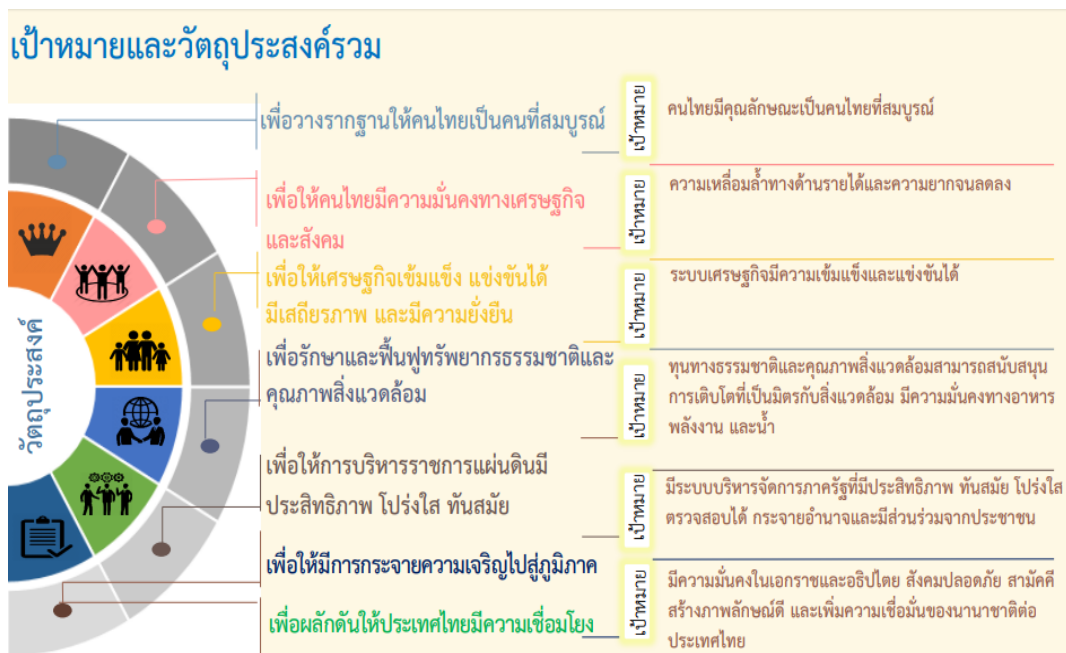 เป้าหมายและวัตถุประสงค์รวม
วัตถุประสงค์
เพื่อวางรากฐานให้คนไทยเป็นคนที่สมบูรณ์
เป้าหมาย
คนไทยมีคุณลักษณะเป็นคนไทยที่สมบูรณ์
เพื่อให้คนไทยมีความมั่นคงทางเศรษฐกิจ
และสังคม
เป้าหมาย
ความเหลื่อมล้ำทางด้านรายได้และความยากจนลดลง
เพื่อให้เศรษฐกิจเข้มแข็ง แข่งขันได้
มีเสถียรภาพ และมีความยั่งยืน
เป้าหมาย
ระบบเศรษฐกิจมีความเข้มแข็งและแข่งขันได้
เพื่อรักษาและฟื้นฟูทรัพยากรธรรมชาติและ
คุณภาพสิ่งแวดล้อม
เป้าหมาย
ทุนทางธรรมชาติและคุณภาพสิ่งแวดล้อมสามารถสนับสนุน
การเติบโตที่เป็นมิตรกับสิ่งแวดล้อม มีความมั่นคงทางอาหาร
พลังงาน และน้ำ
เพื่อให้การบริหารราชการแผ่นดินมี
ประสิทธิภาพ โปร่งใส ทันสมัย
เป้าหมาย
มีระบบบริหารจัดการภาครัฐที่มีประสิทธิภาพ ทันสมัย โปร่งใส
ตรวจสอบได้ กระจายอำนาจและมีส่วนร่วมจากประชาชน
เพื่อให้มีการกระจายความเจริญไปสู่ภูมิภาค
เพื่อผลักดันให้ประเทศไทยมีความเชื่อมโยง
เป้าหมาย
มีความมั่นคงในเอกราชและอธิปไตย สังคมปลอดภัย สามัคคี
สร้างภาพลักษณ์ดี และเพิ่มความเชื่อมั่นของนานาชาติต่อ
ประเทศไทย